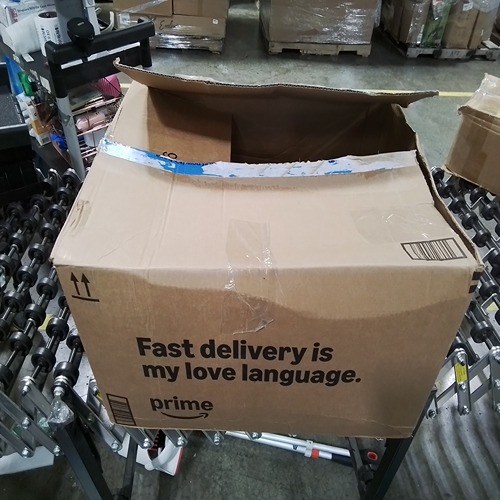 Fast delivery is
my love language.
prime